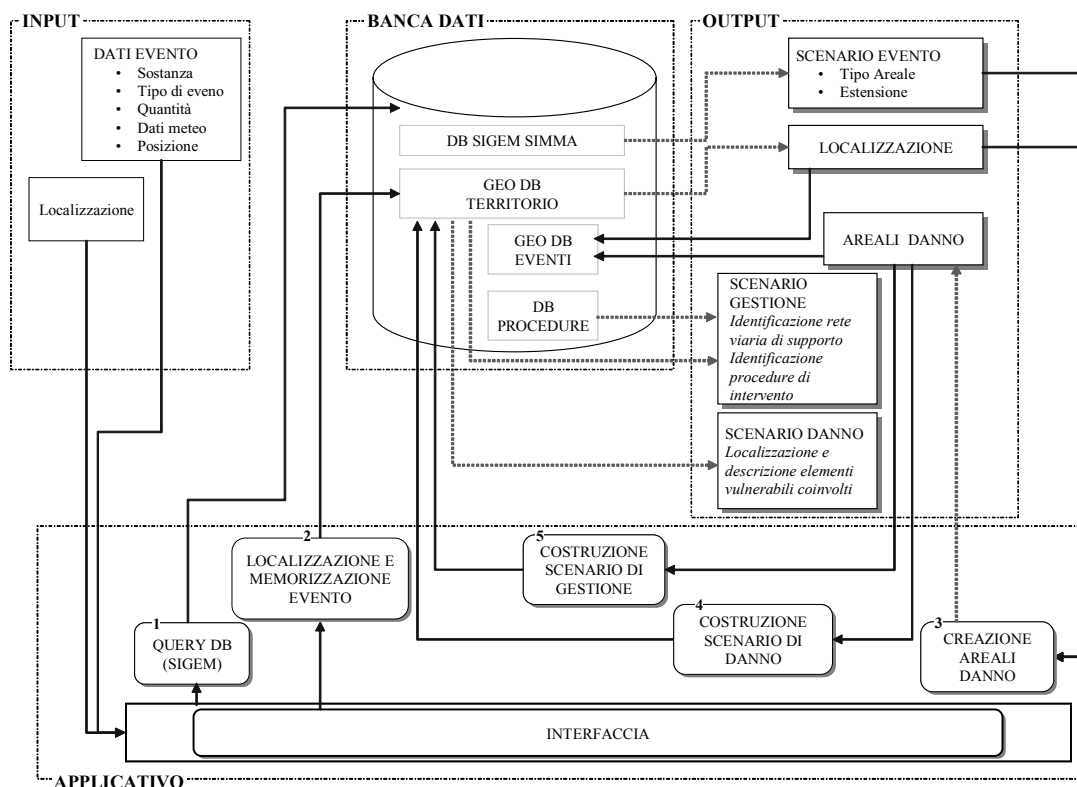 INPUT
DATI EVENTO
• Sostanza
• Tipo di eveno
• Quantità
• Dati meteo
• Posizione
Localizzazione
BANCA DATI
DB SIGEM SIMMA
GEO DB
TERRITORIO
GEO DB
EVENTI
DB
PROCEDURE
OUTPUT
SCENARIO EVENTO
• Tipo Areale
• Estensione
LOCALIZZAZIONE
AREALI DANNO
SCENARIO
GESTIONE
Identificazione rete
viaria di supporto
Identificazione
procedure di
intervento
SCENARIO DANNO
Localizzazione e
descrizione elementi
vulnerabili coinvolti
1
QUERY DB
(SIGEM)
2
LOCALIZZAZIONE E
MEMORIZZAZIONE
EVENTO
5
COSTRUZIONE
SCENARIO DI
GESTIONE
4
COSTRUZIONE
SCENARIO DI
DANNO
3
CREAZIONE
AREALI
DANNO
INTERFACCIA
APPLICATIVO